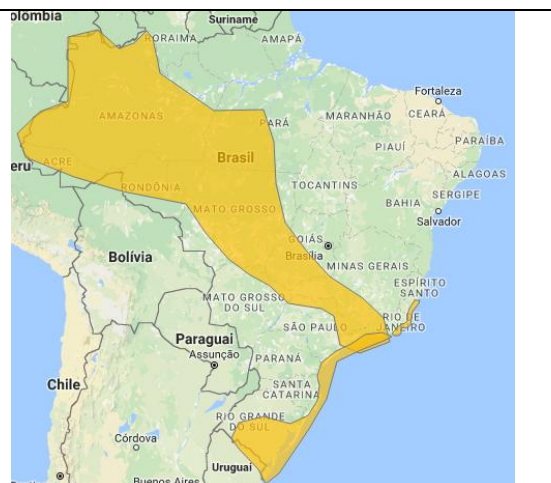 olômbia
Suriname
RORAIMA
AMAPÁ
Fortaleza
AMAZONAS
PARÁ
MARANHÃO
CEARÁ
PIAUÍ
PARAÍBA
eru
ACRE
Brasil
ALAGOAS
RONDÔNIA
TOCANTINS
SERGIPE
MATO GROSSO
BAHIA
Salvador
GOIÁS
Brasília
Bolívia
MINAS GERAIS
ESPÍRITO
SANTO
MATO GROSSO
DO SUL
RIO DE
JANEIRO
SÃO PAULO
Paraguai
Assunção
PARANÁ
Chile
SANTA
CATARINA
RIO GRANDE
DO SUL
Córdova
Uruguai
Buenos Aires